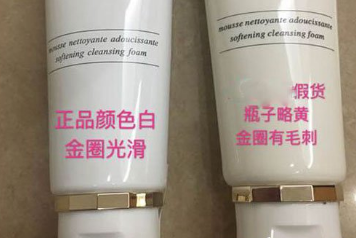 mousse nettoyante adoucissante
softening cleansing foam
正品颜色白
金圈光滑
mousse nettoyante adoucissante
softening cleansing foam
假货
瓶子略黄
金圈有毛刺